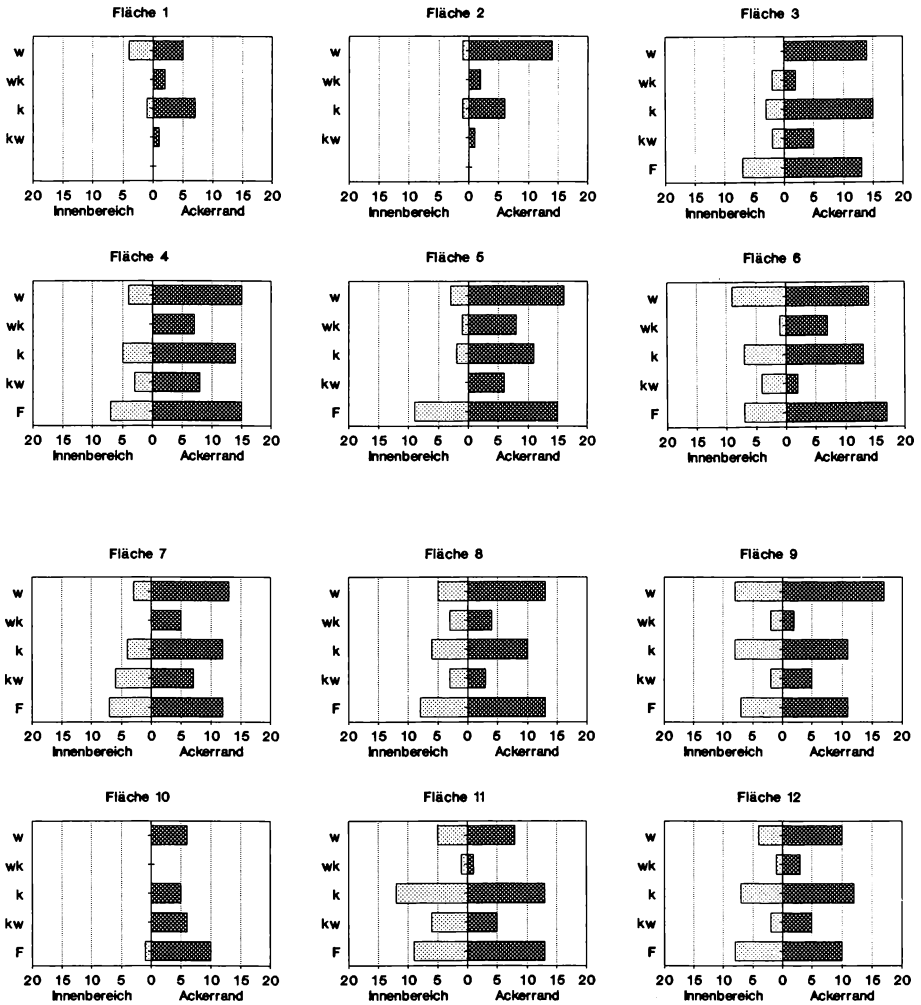 Fläche 1
w
wk
k
kw
20 15 10 5 0 5 10 15 20
Innenbereich Ackerrand
Fläche 2
w
wk
k
kw
20 15 10 5 0 5 10 15 20
Innenbereich Ackerrand
Fläche 3
w
wk
k
kw
F
20 15 10 5 0 5 10 15 20
Innenbereich Ackerrand
Fläche 4
w
wk
k
kw
F
20 15 10 5 0 5 10 15 20
Innenbereich Ackerrand
Fläche 5
w
wk
k
kw
F
20 15 10 5 0 5 10 15 20
Innenbereich Ackerrand
Fläche 6
w
wk
k
kw
F
20 15 10 5 0 5 10 15 20
Innenbereich Ackerrand
Fläche 7
w
wk
k
kw
F
20 15 10 5 0 5 10 15 20
Innenbereich Ackerrand
Fläche 8
w
wk
k
kw
F
20 15 10 5 0 5 10 15 20
Innenbereich Ackerrand
Fläche 9
w
wk
k
kw
F
20 15 10 5 0 5 10 15 20
Innenbereich Ackerrand
Fläche 10
w
wk
k
kw
F
20 15 10 5 0 5 10 15 20
Innenbereich Ackerrand
Fläche 11
w
wk
k
kw
F
20 15 10 5 0 5 10 15 20
Innenbereich Ackerrand
Fläche 12
w
wk
k
kw
F
20 15 10 5 0 5 10 15 20
Innenbereich Ackerrand